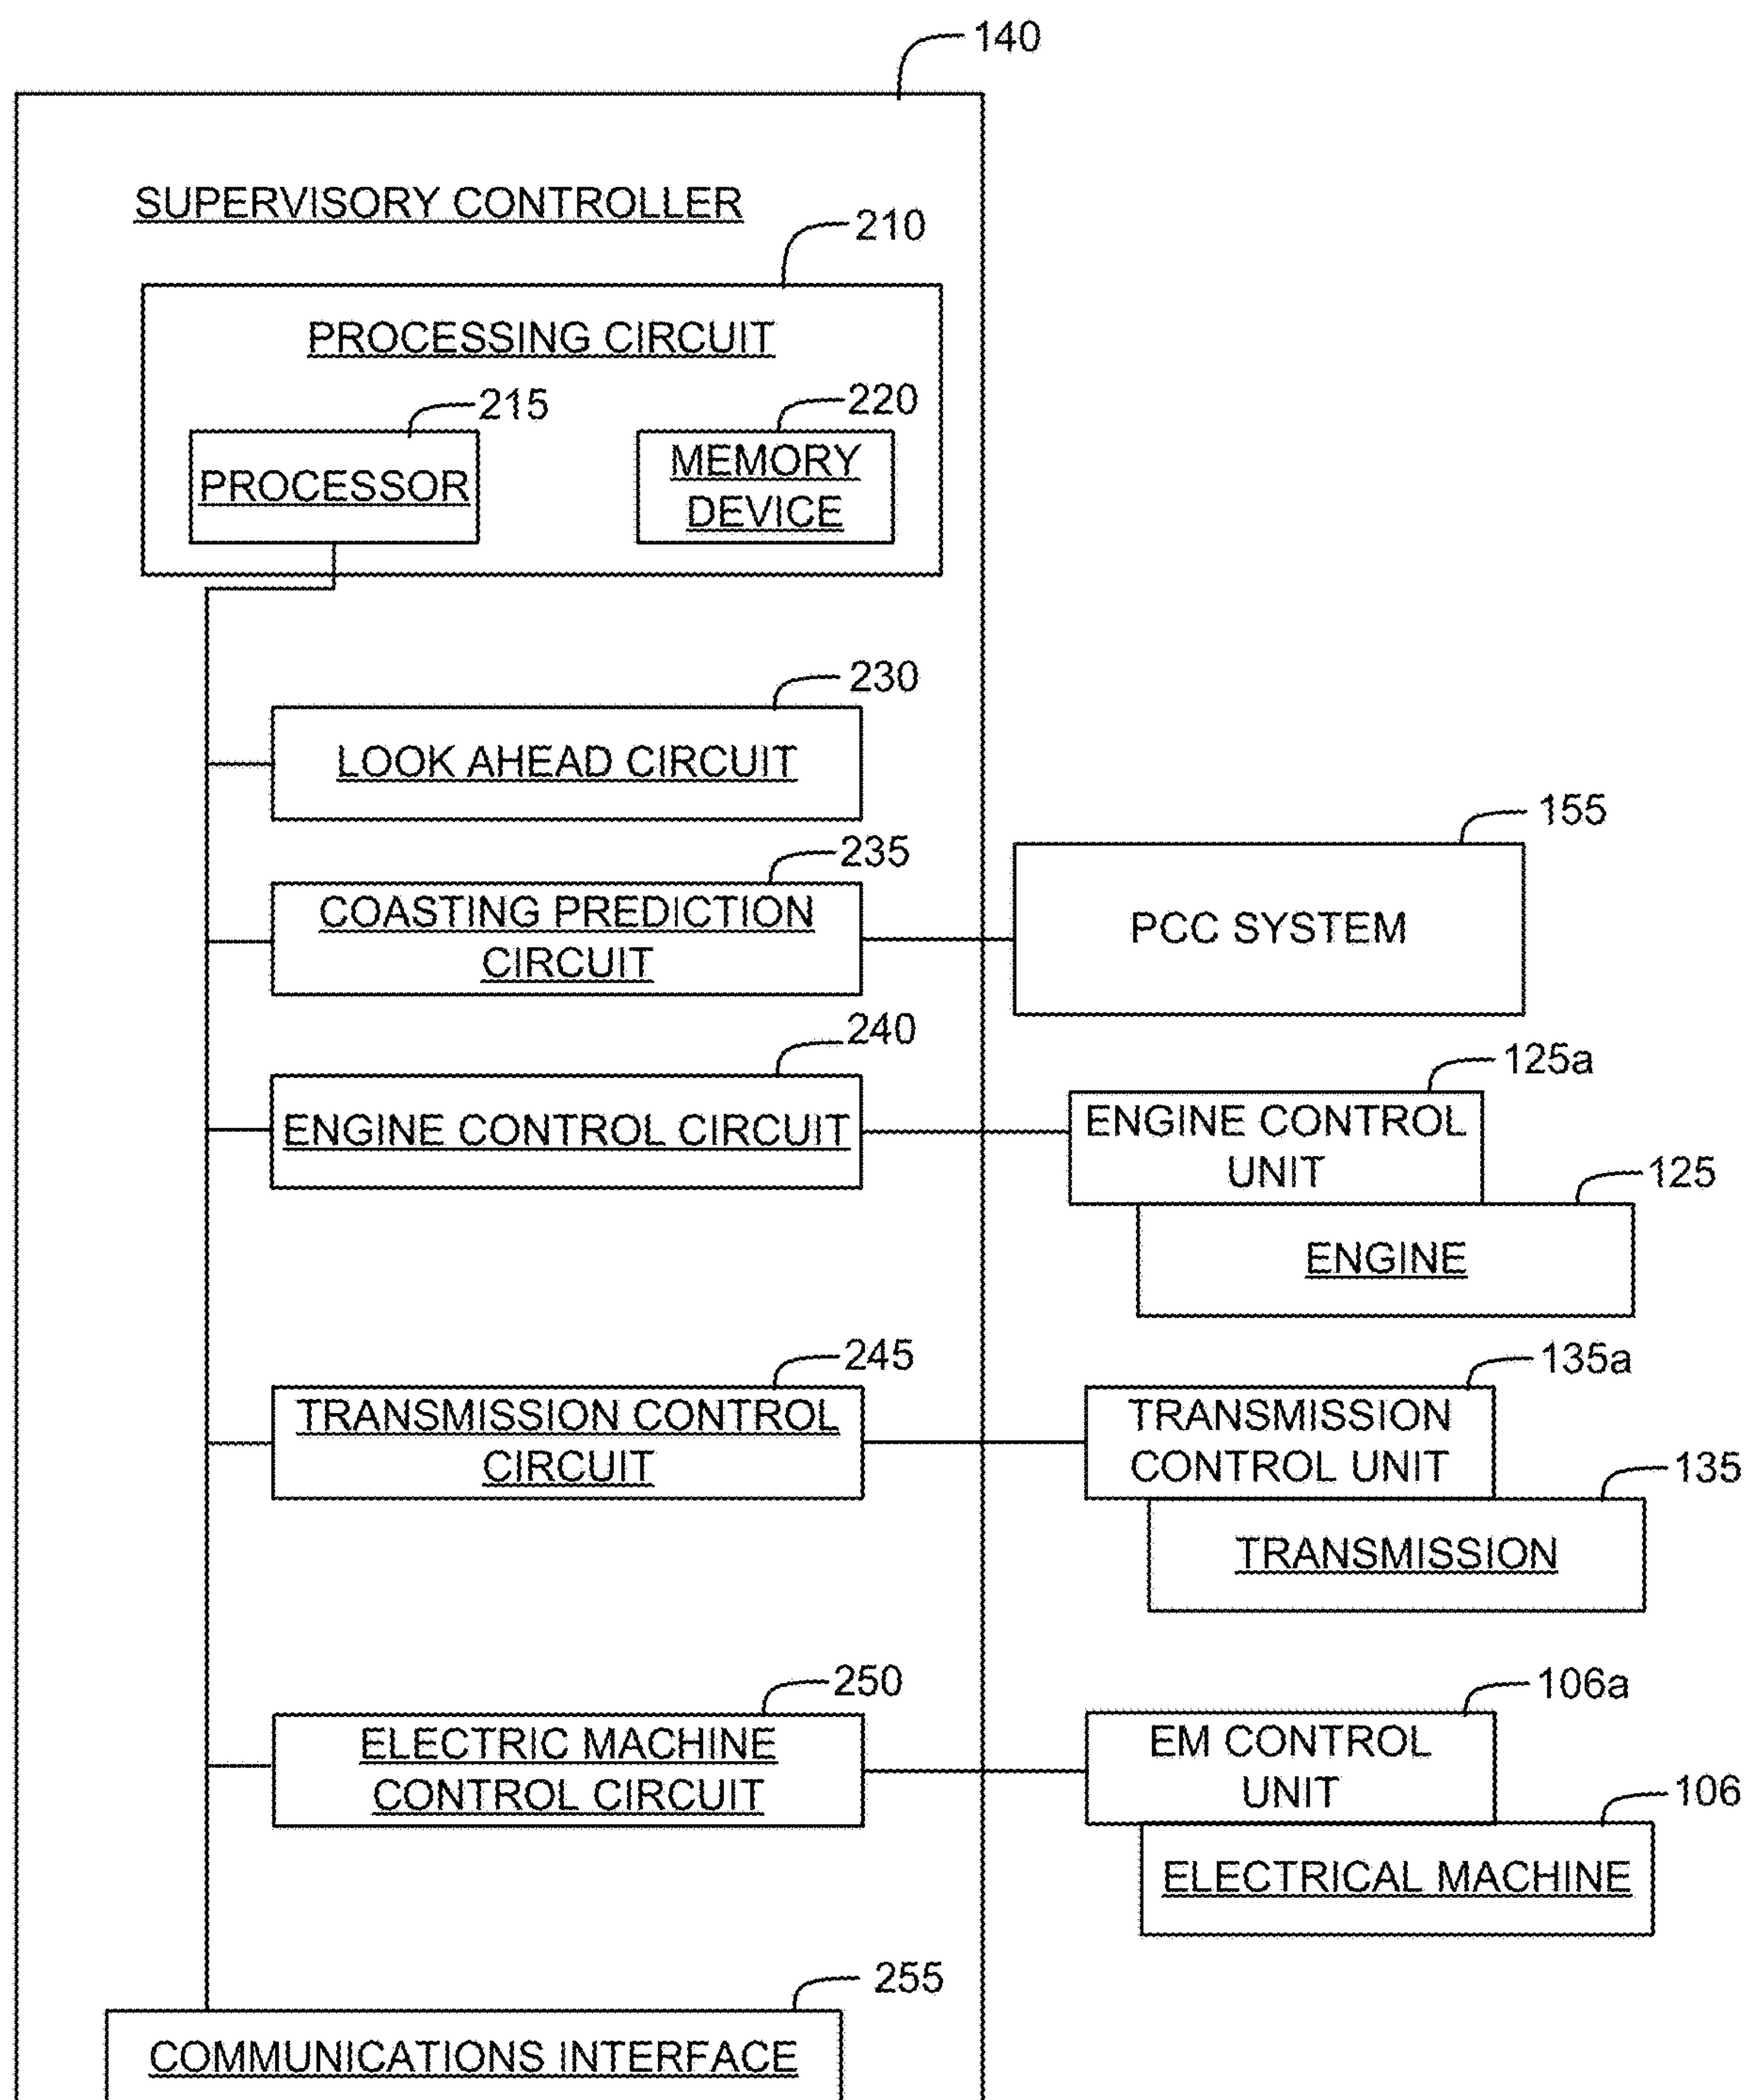 140
SUPERVISORY CONTROLLER
210
PROCESSING CIRCUIT
215
220
PROCESSOR
MEMORY
DEVICE
230
LOOK AHEAD CIRCUIT
155
235
COASTING PREDICTION
CIRCUIT
PCC SYSTEM
240
125a
ENGINE CONTROL CIRCUIT
ENGINE CONTROL
UNIT
125
ENGINE
245
135a
TRANSMISSION CONTROL
CIRCUIT
TRANSMISSION
CONTROL UNIT
135
TRANSMISSION
250
106a
ELECTRIC MACHINE
CONTROL CIRCUIT
EM CONTROL
UNIT
106
ELECTRICAL MACHINE
255
COMMUNICATIONS INTERFACE